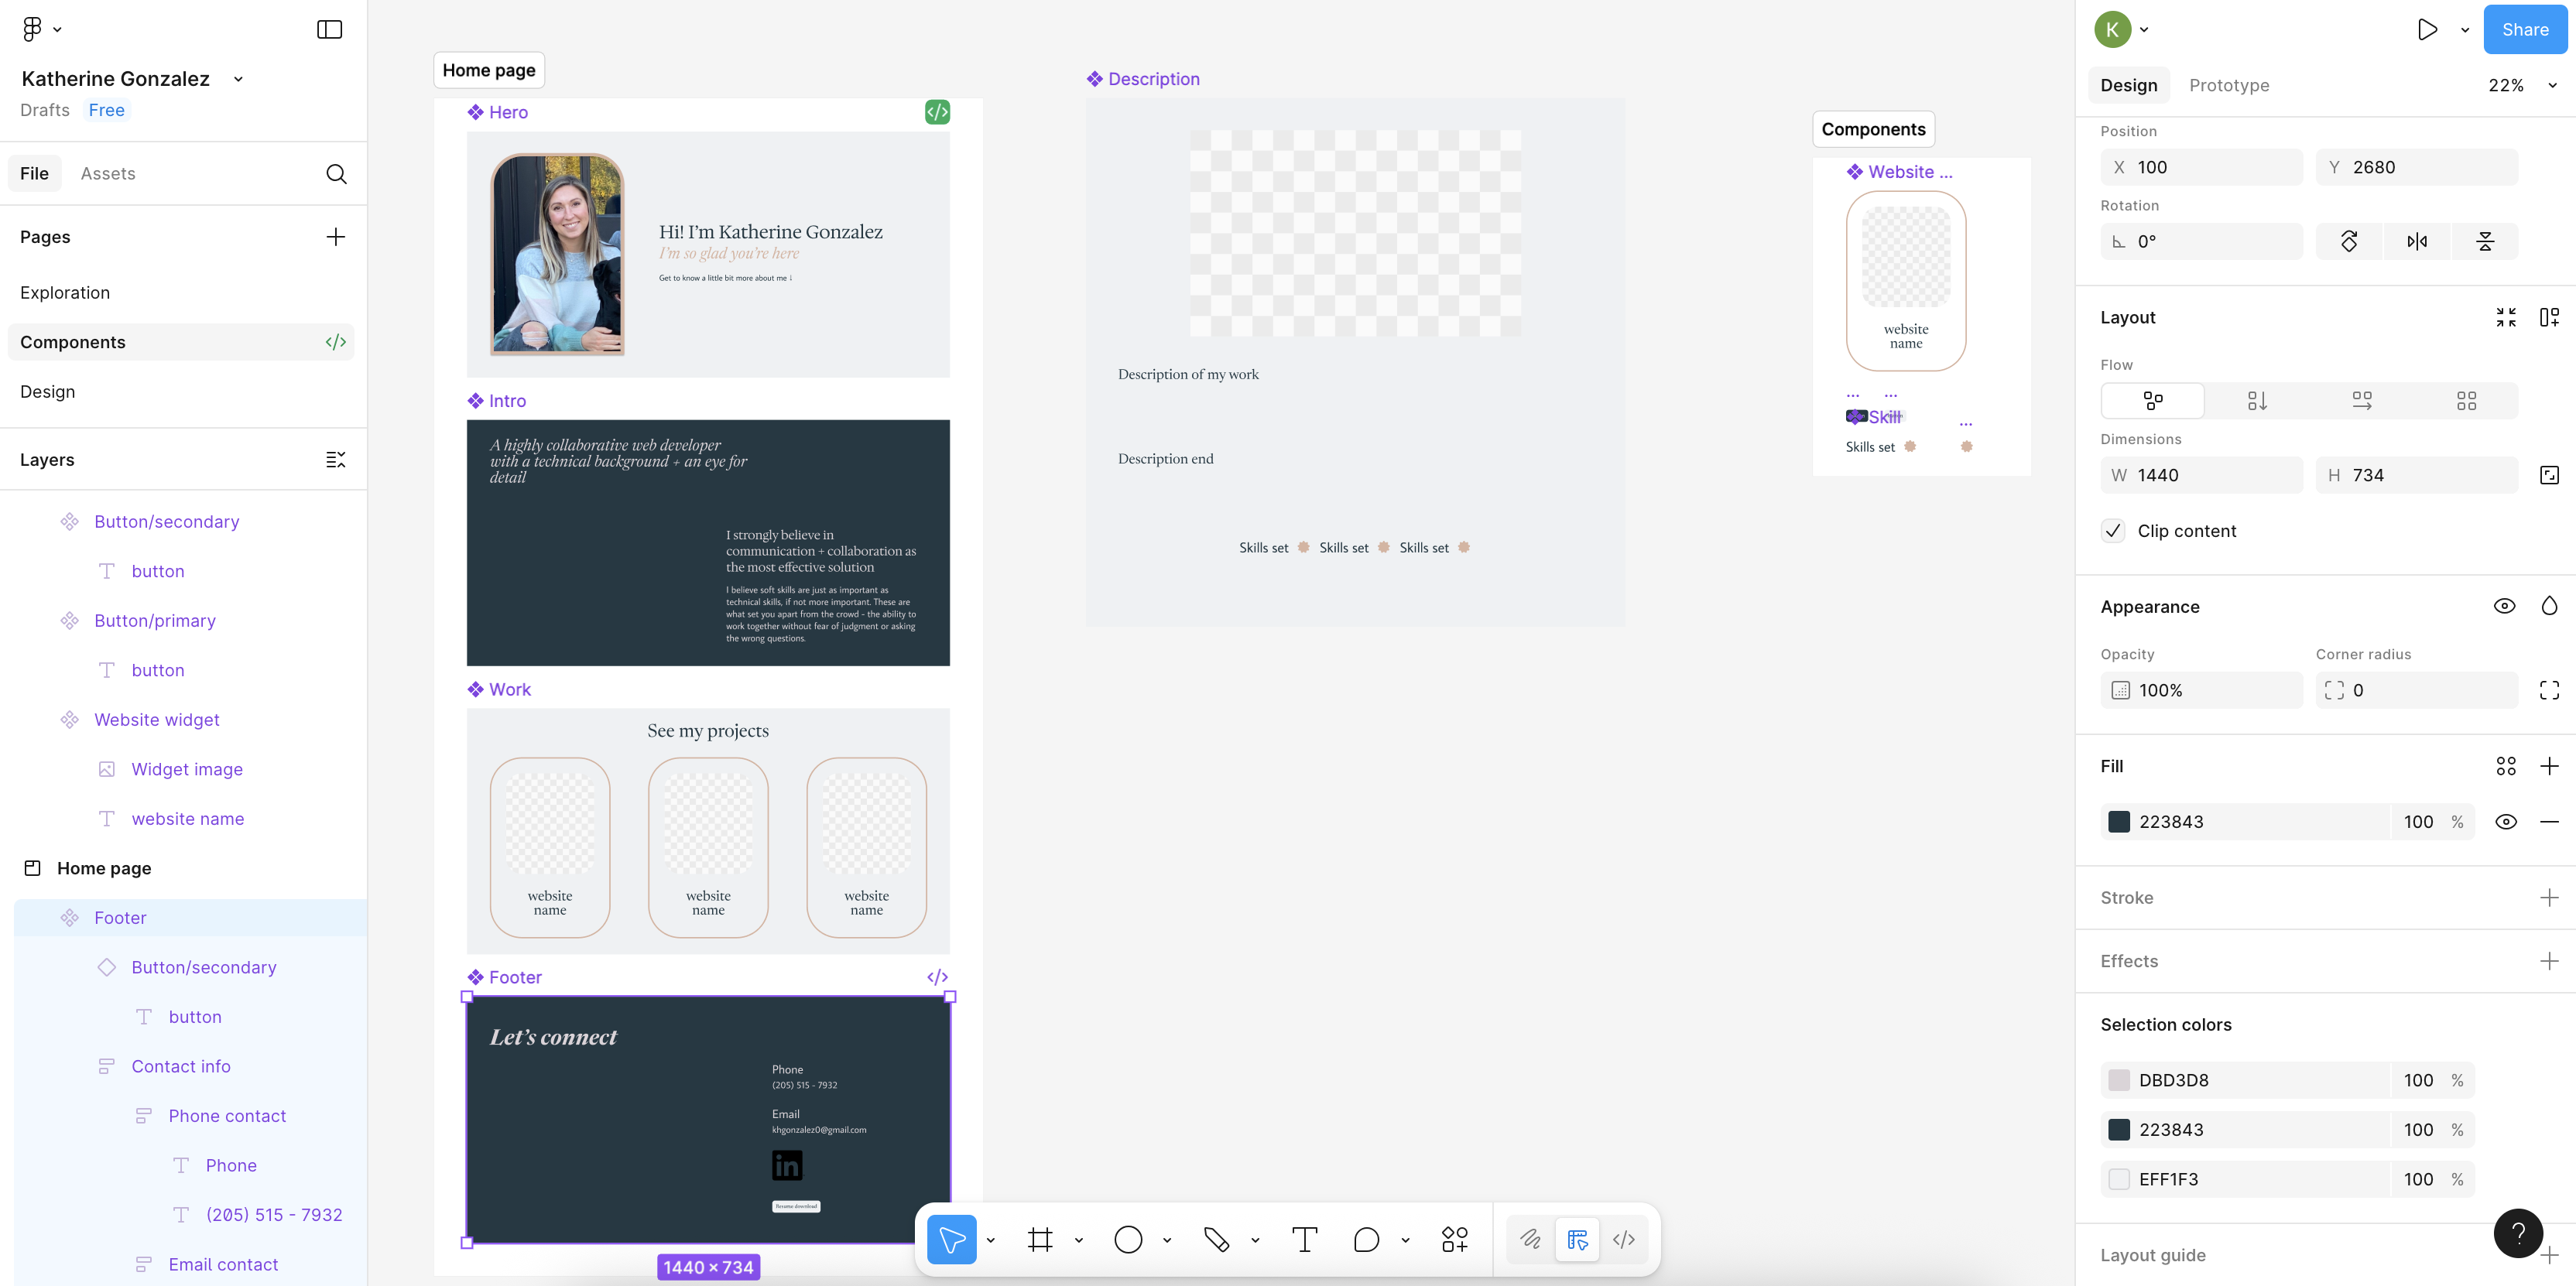 Katherine Gonzalez
Drafts Free
File Assets
Pages
Exploration
Components
Design
Layers
Button/secondary
button
Button/primary
button
Website widget
Widget image
website name
Home page
Footer
Button/secondary
button
Contact info
Phone contact
Phone
(205) 515 - 7932
Email contact
Home page
Hero
Hi! I'm Katherine Gonzalez
I'm so glad you're here
Get to know a little bit more about me ↓
Intro
A highly collaborative web developer
with a technical background + an eye for
detail
I strongly believe in
communication + collaboration as
the most effective solution
I believe soft skills are just as important as
technical skills, if not more important. These are
what set you apart from the crowd - the ability to
work together without fear of judgment or asking
the wrong questions.
Work
See my projects
website
name
website
name
website
name
Footer
Let's connect
Phone
(205) 515 - 7932
Email
khgonzalez0@gmail.com
in
Resume download
1440 × 734
Description
Description of my work
Description end
Skills set Skills set Skills set
Components
Website ...
website
name
... ...
Skill
...
Skills set
K
Share
Design Prototype 22%
Position
X 100 Y 2680
Rotation
0°
Layout
Flow
Dimensions
W 1440 H 734
Clip content
Appearance
Opacity Corner radius
100% 0
Fill
223843 100 %
Stroke
Effects
Selection colors
DBD3D8 100 %
223843 100 %
EFF1F3 100 %
Layout guide
?